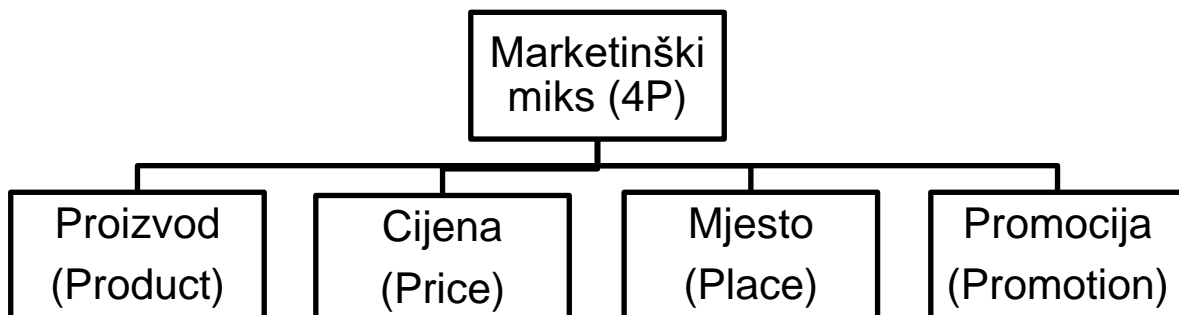 Marketinški
miks (4P)
Proizvod
(Product)
Cijena
(Price)
Mjesto
(Place)
Promocija
(Promotion)